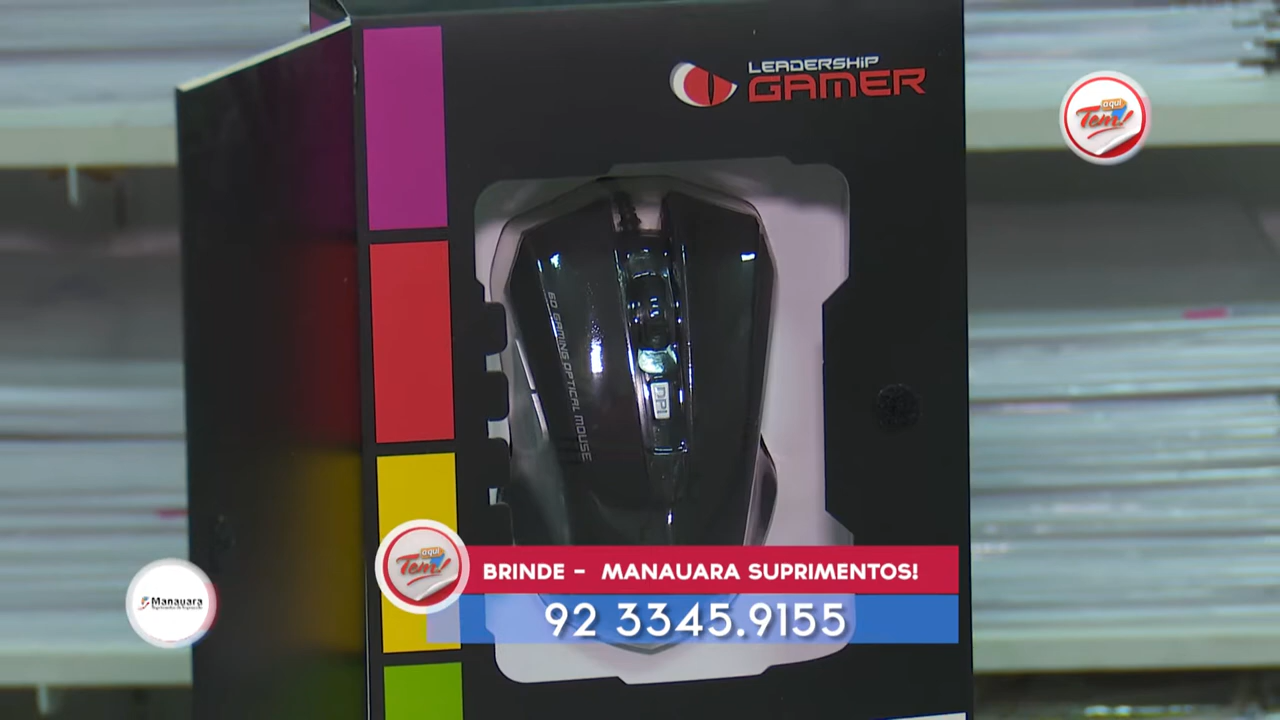 LEADERSHIP
GAMER
aqui
Tem!
6D GAMING OPTICAL MOUSE
DPI
aqui
Tem!
BRINDE - MANAUARA SUPRIMENTOS!
92 3345.9155
Manauara